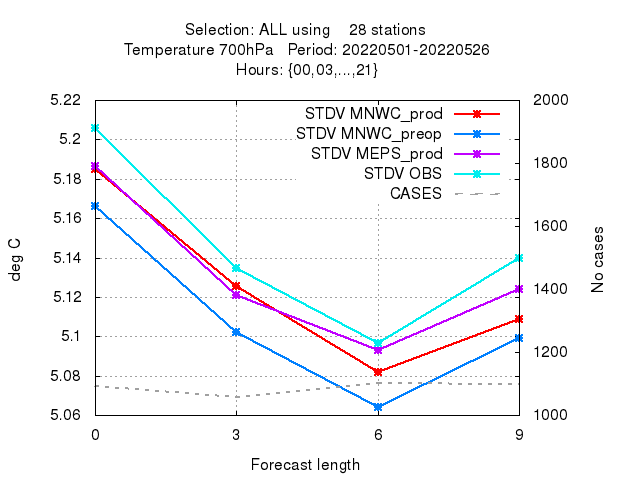 Selection: ALL using    28 stations
Temperature 700hPa   Period: 20220501-20220526
Hours: {00,03,...,21}
STDV MNWC_prod
STDV MNWC_preop
STDV MEPS_prod
STDV OBS
CASES
5.22
5.2
5.18
5.16
5.14
5.12
5.1
5.08
5.06
deg C
2000
1800
1600
1400
1200
1000
No cases
0 3 6 9
Forecast length